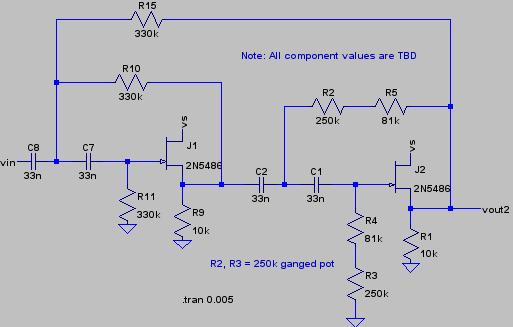 R15
330k
Note: All component values are TBD
R10
330k
R2
250k
R5
81k
vs
J1
2N5486
vs
J2
2N5486
vin
C8
33n
C7
33n
C2
33n
C1
33n
R11
330k
R9
10k
R4
81k
R1
10k
vout2
R2, R3 = 250k ganged pot
R3
250k
.tran 0.005